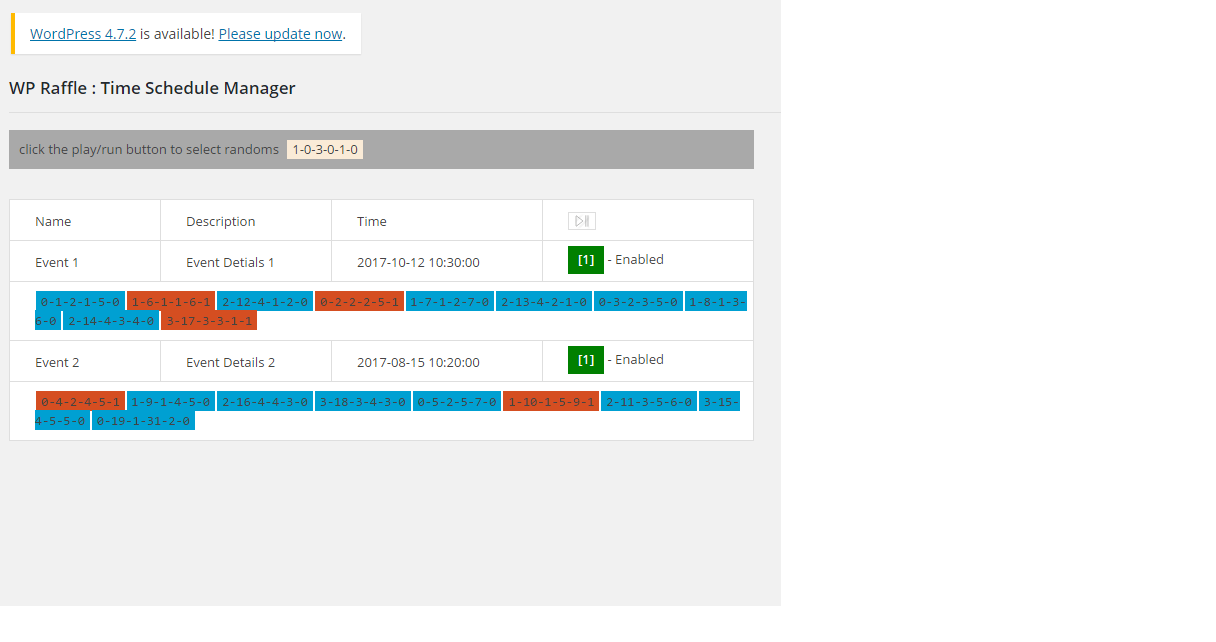 WordPress 4.7.2 is available! Please update now.
WP Raffle : Time Schedule Manager
click the play/run button to select randoms 1-0-3-0-1-0
Name Description Time
Event 1 Event Detials 1 2017-10-12 10:30:00 [1] - Enabled
0-1-2-1-5-0 1-6-1-1-6-1 2-12-4-1-2-0 0-2-2-2-5-1 1-7-1-2-7-0 2-13-4-2-1-0 0-3-2-3-5-0 1-8-1-3-
6-0 2-14-4-3-4-0 3-17-3-3-1-1
Event 2 Event Details 2 2017-08-15 10:20:00 [1] - Enabled
0-4-2-4-5-1 1-9-1-4-5-0 2-16-4-4-3-0 3-18-3-4-3-0 0-5-2-5-7-0 1-10-1-5-9-1 2-11-3-5-6-0 3-15-
4-5-5-0 0-19-1-31-2-0